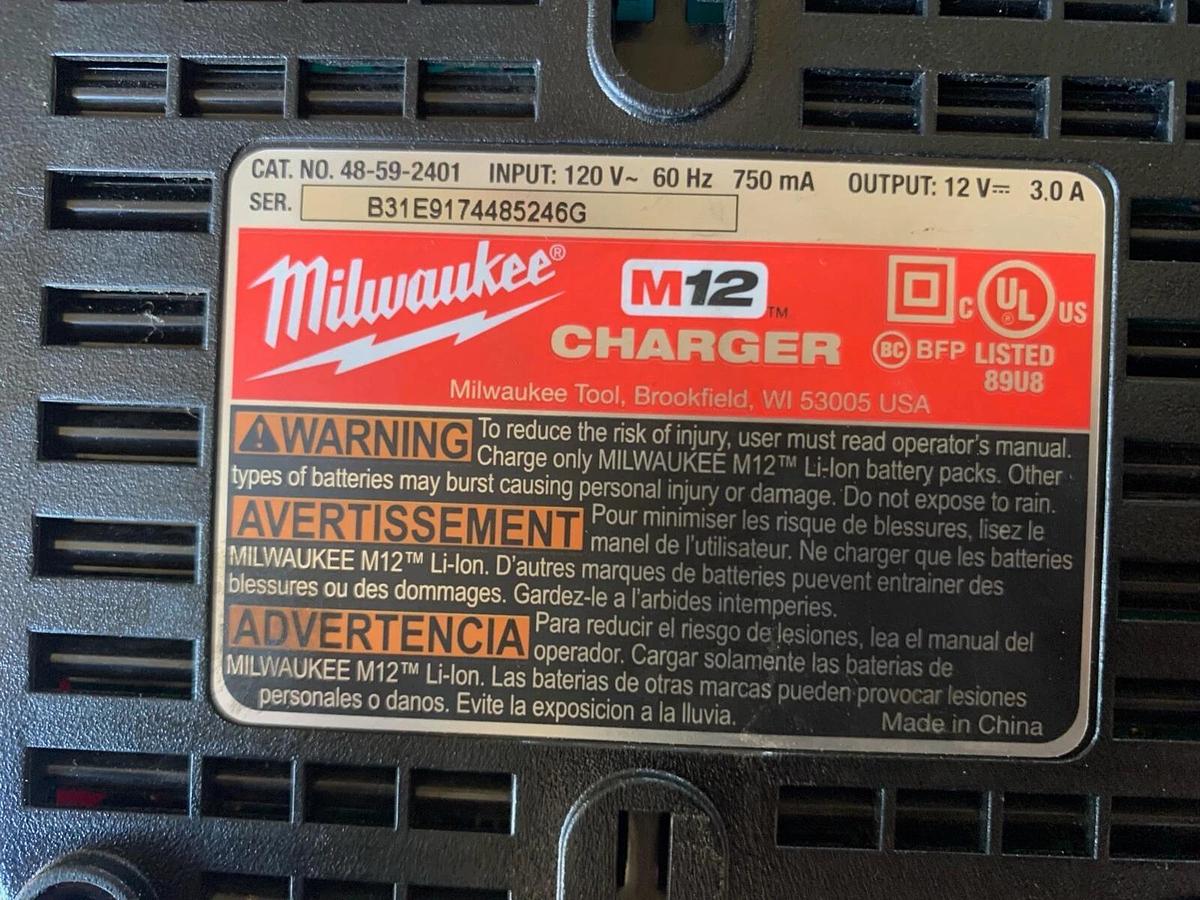 CAT. NO. 48-59-2401 INPUT: 120 V~ 60 Hz 750 mA OUTPUT: 12 V⎓ 3.0 A
SER. B31E9174485246G
Milwaukee®
M12™
CHARGER
C UL® US
BC BFP LISTED
89U8
Milwaukee Tool, Brookfield, WI 53005 USA
⚠WARNING To reduce the risk of injury, user must read operator's manual.
Charge only MILWAUKEE M12™ Li-Ion battery packs. Other
types of batteries may burst causing personal injury or damage. Do not expose to rain.
AVERTISSEMENT Pour minimiser les risque de blessures, lisez le
manel de l'utilisateur. Ne charger que les batteries
MILWAUKEE M12™ Li-Ion. D'autres marques de batteries puevent entrainer des
blessures ou des dommages. Gardez-le a l'arbides intemperies.
ADVERTENCIA Para reducir el riesgo de lesiones, lea el manual del
operador. Cargar solamente las baterias de
MILWAUKEE M12™ Li-Ion. Las baterias de otras marcas pueden provocar lesiones
personales o danos. Evite la exposicion a la lluvia.
Made in China